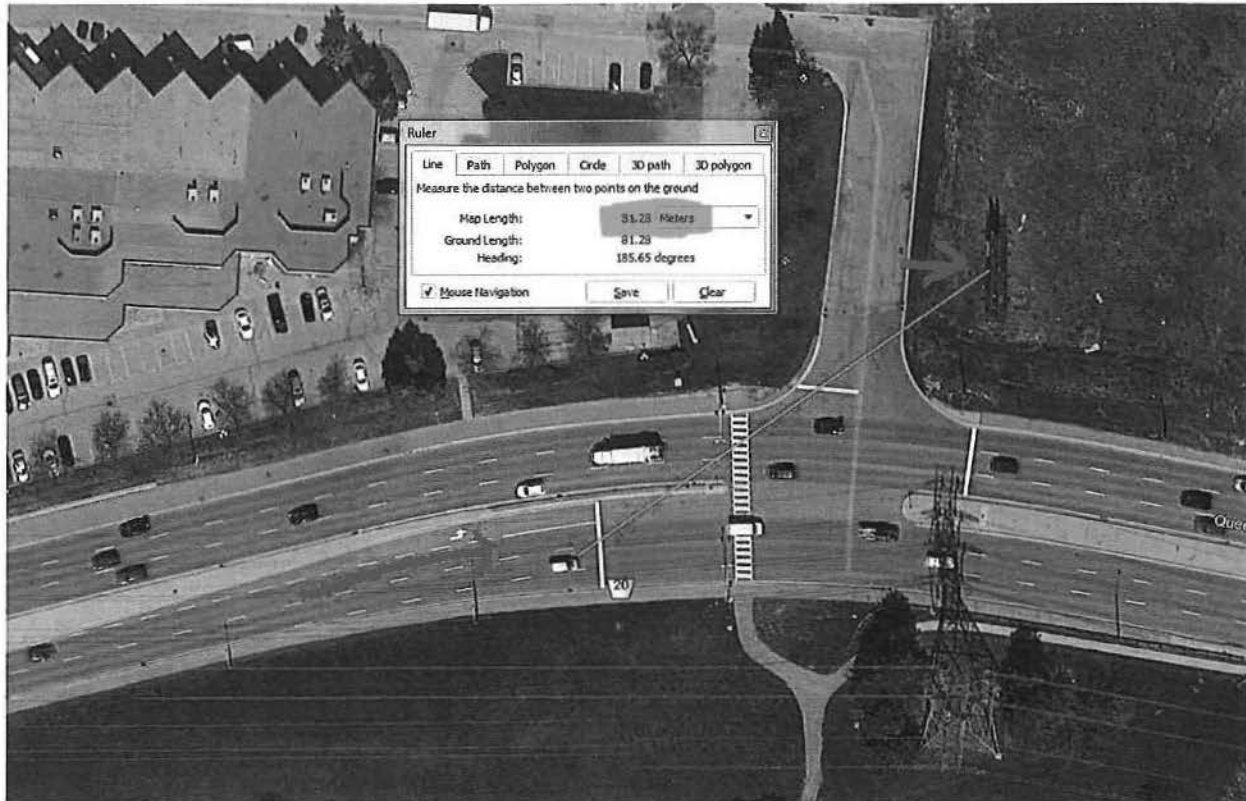 Ruler
Line Path Polygon Circle 3D path 3D polygon
Measure the distance between two points on the ground
Map Length: 81.28 Meters
Ground Length: 81.28
Heading: 185.65 degrees
Mouse Navigation Save Clear
Quee
20